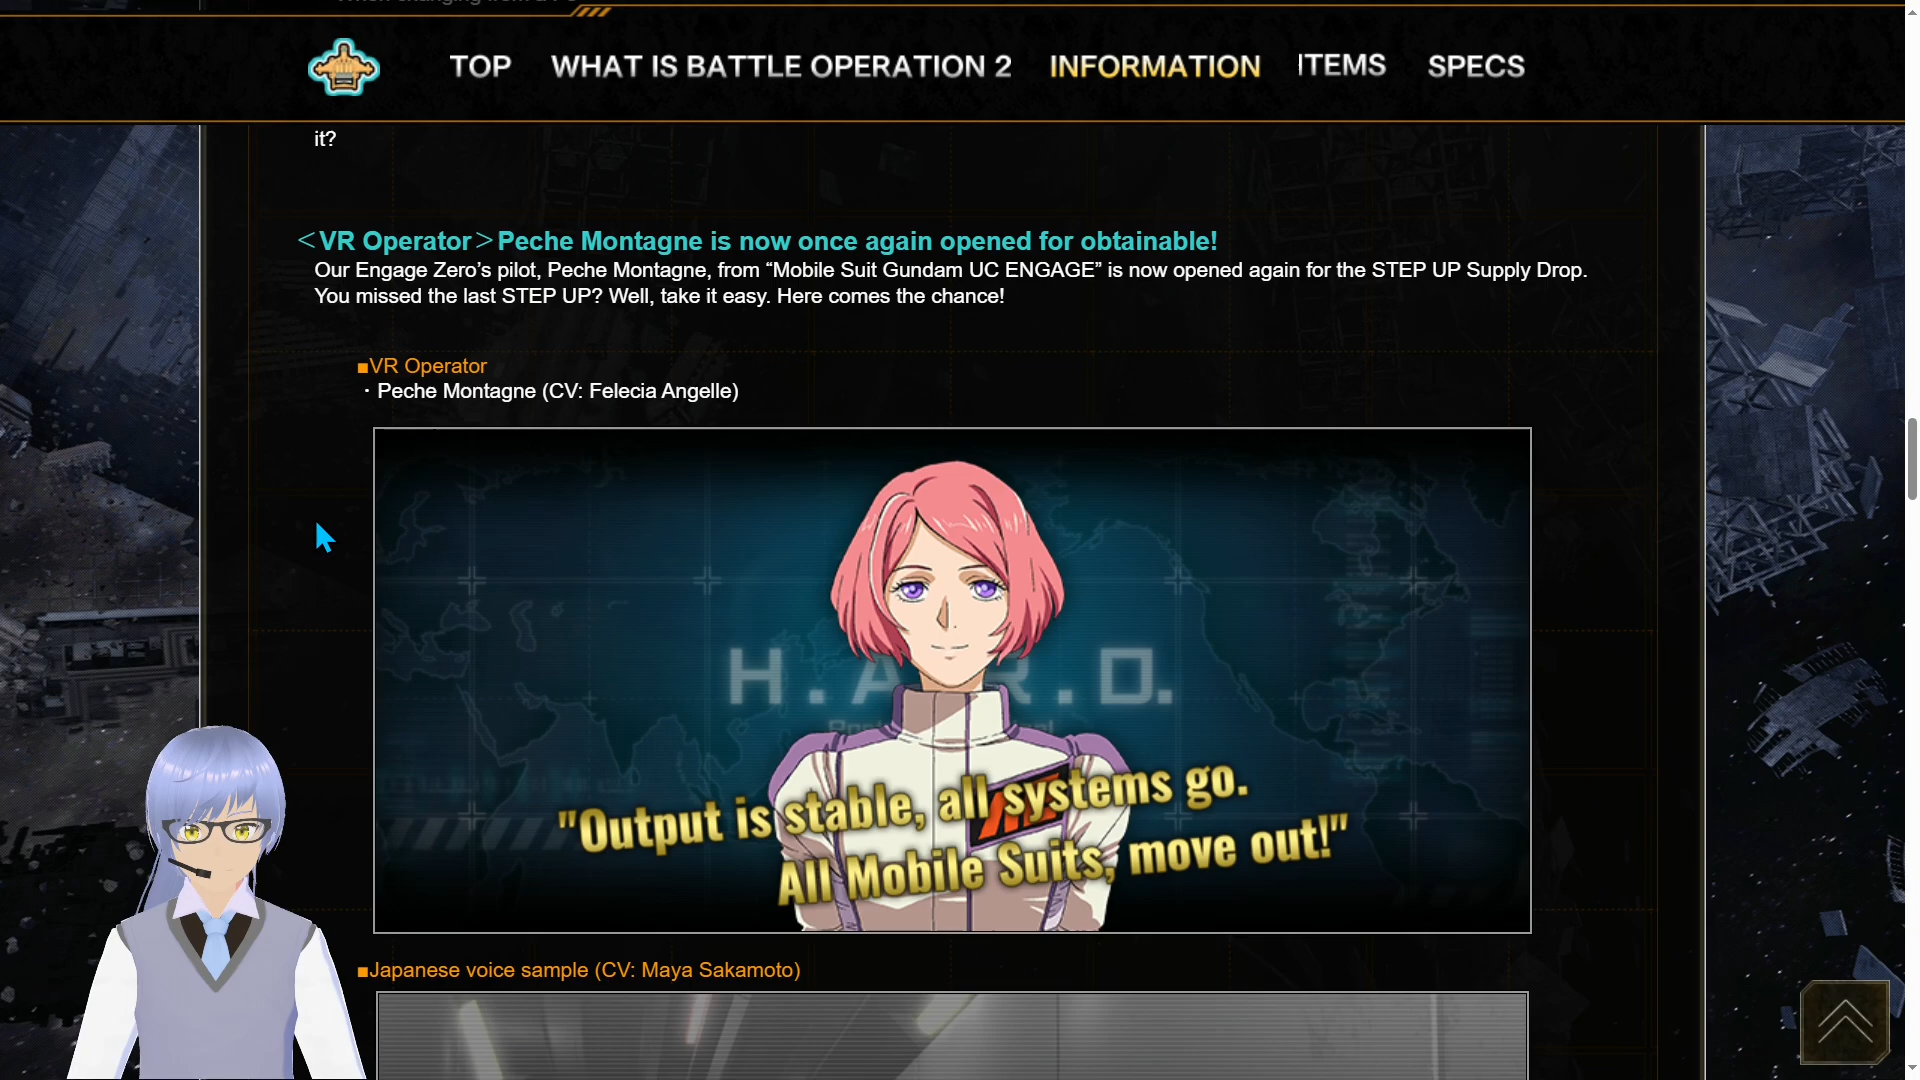 TOP WHAT IS BATTLE OPERATION 2 INFORMATION ITEMS SPECS
it?
＜VR Operator＞Peche Montagne is now once again opened for obtainable!
Our Engage Zero’s pilot, Peche Montagne, from “Mobile Suit Gundam UC ENGAGE” is now opened again for the STEP UP Supply Drop.
You missed the last STEP UP? Well, take it easy. Here comes the chance!
■VR Operator
・Peche Montagne (CV: Felecia Angelle)
H.A.R.D.
"Output is stable, all systems go.
All Mobile Suits, move out!"
■Japanese voice sample (CV: Maya Sakamoto)